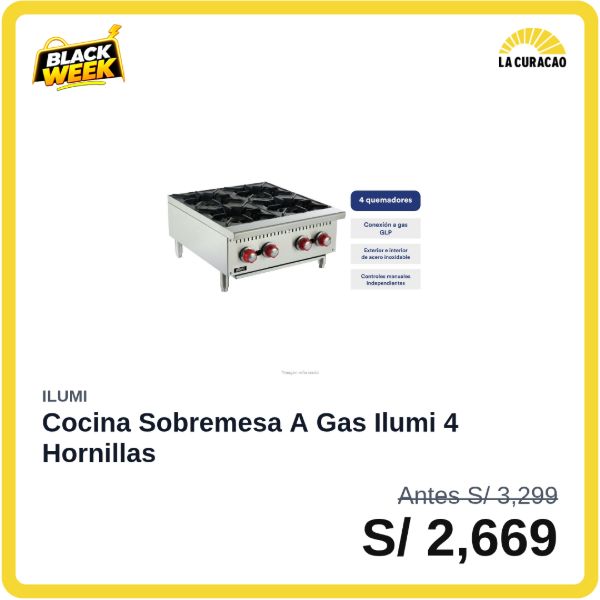 BLACK
WEEK
LA CURACAO
4 quemadores
Conexión a gas
GLP
Exterior e interior
de acero inoxidable
Controles manuales
independientes
ILUMI
Cocina Sobremesa A Gas Ilumi 4
Hornillas
Antes S/ 3,299
S/ 2,669